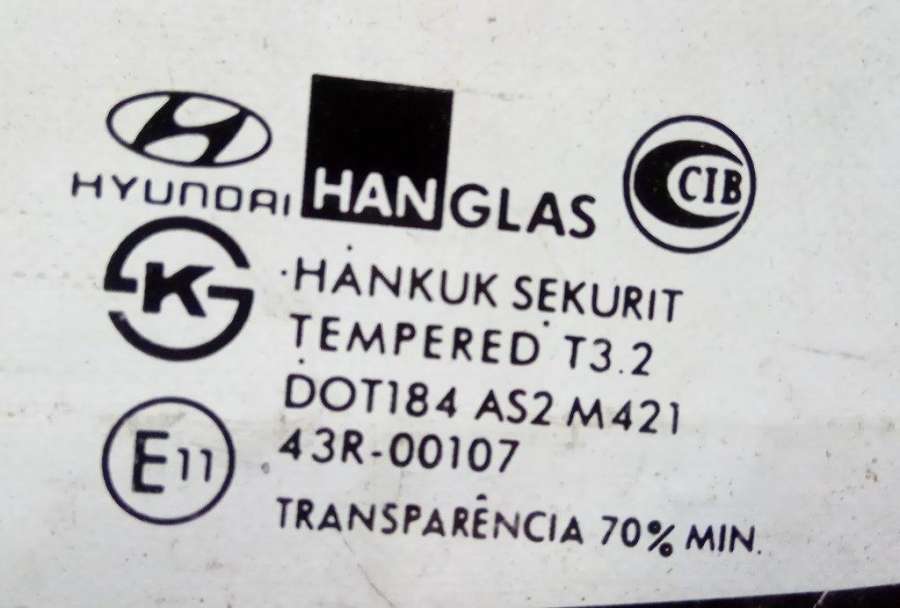 HYUNDAI
HANGLAS
CIB
K
HANKUK SEKURIT
TEMPERED T3.2
DOT184 AS2 M421
E11
43R-00107
TRANSPARÊNCIA 70% MIN.